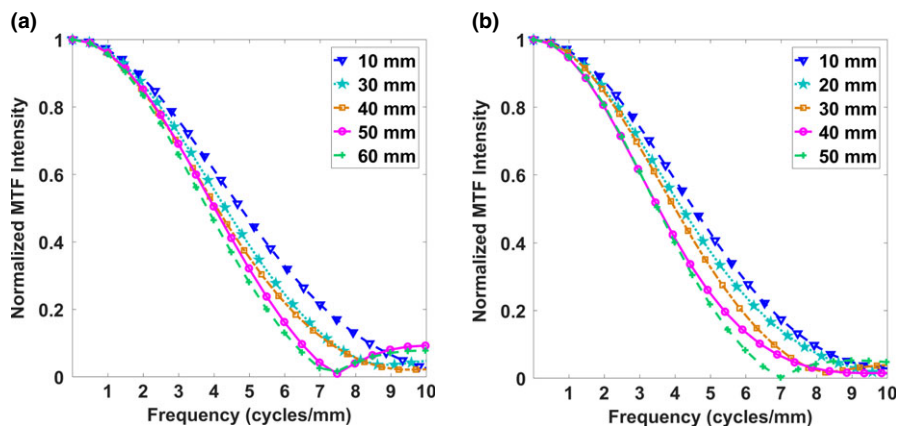 (a)
Normalized MTF Intensity
1
0.8
0.6
0.4
0.2
0
10 mm
30 mm
40 mm
50 mm
60 mm
1 2 3 4 5 6 7 8 9 10
Frequency (cycles/mm)
(b)
Normalized MTF Intensity
1
0.8
0.6
0.4
0.2
0
10 mm
20 mm
30 mm
40 mm
50 mm
1 2 3 4 5 6 7 8 9 10
Frequency (cycles/mm)